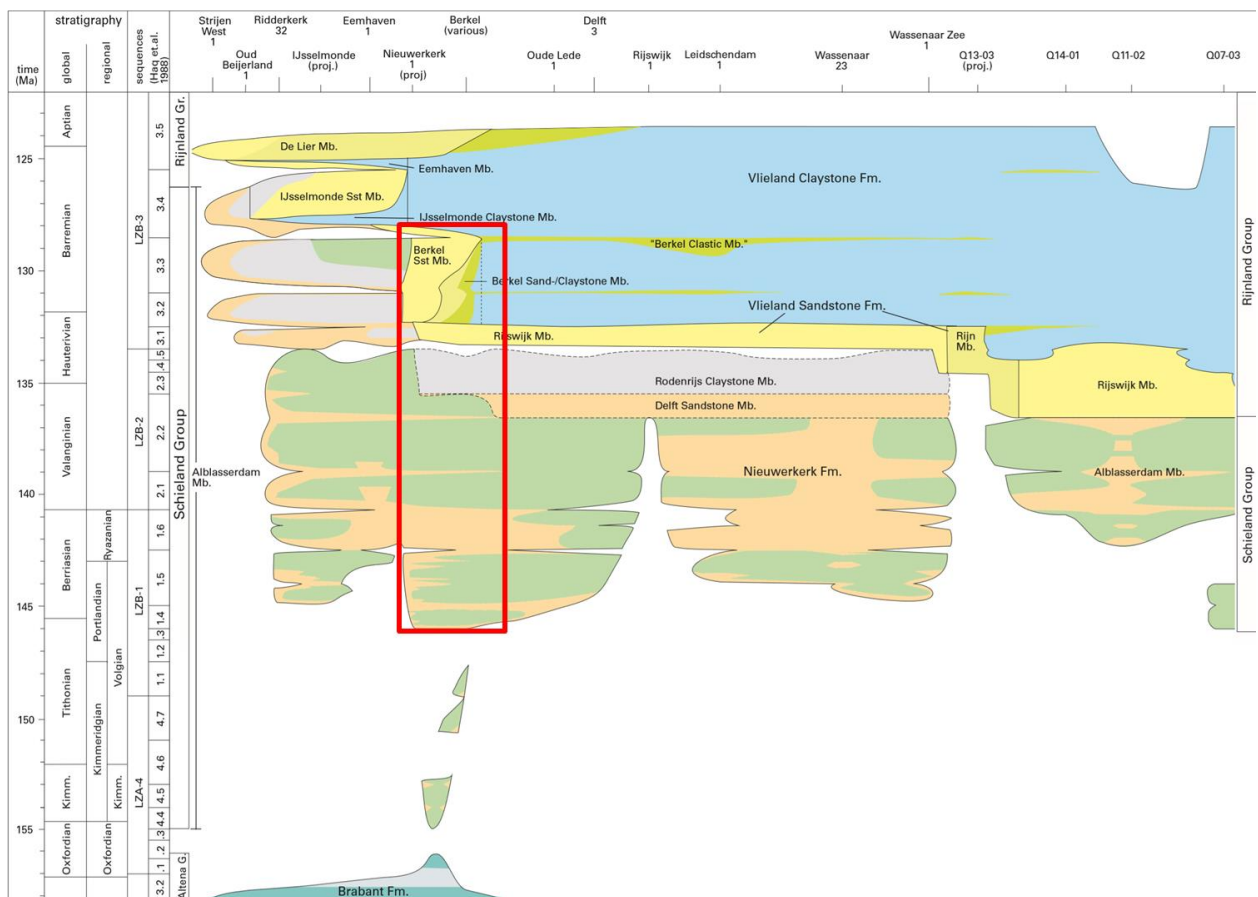 stratigraphy
time
(Ma)
global
regional
sequences
(Haq et.al.
1988)
Strijen
West
1
Oud
Beijerland
1
Ridderkerk
32
IJsselmonde
(proj.)
Eemhaven
1
Nieuwerkerk
1
(proj)
Berkel
(various)
Oude Lede
Delft
3
Rijswijk
1
Leidschendam
1
Wassenaar
23
Wassenaar Zee
1
Q13-03
(proj.)
Q14-01
Q11-02
Q07-03
125
130
135
140
145
150
155
Aptian
Barremian
Hauterivian
Valanginian
Berriasian
Tithonian
Kimm.
Oxfordian
Ryazanian
Portlandian
Volgian
Kimmeridgian
Kimm.
Oxfordian
LZB-3
LZB-2
LZB-1
LZA-4
3.5
3.4
3.3
3.2
3.1
.4 .5
2.3
2.2
2.1
1.6
1.5
1.4
.3
1.2
1.1
4.7
4.6
4.5
4.4
.3
.2
.1
3.2
Rijnland Gr.
Schieland Group
Altena G.
De Lier Mb.
Eemhaven Mb.
IJsselmonde Sst Mb.
IJsselmonde Claystone Mb.
Vlieland Claystone Fm.
Berkel
Sst Mb.
"Berkel Clastic Mb."
Berkel Sand-/Claystone Mb.
Vlieland Sandstone Fm.
Rijswijk Mb.
Rijn
Mb.
Rijswijk Mb.
Rodenrijs Claystone Mb.
Delft Sandstone Mb.
Alblasserdam
Mb.
Nieuwerkerk Fm.
Alblasserdam Mb.
Brabant Fm.
Rijnland Group
Schieland Group